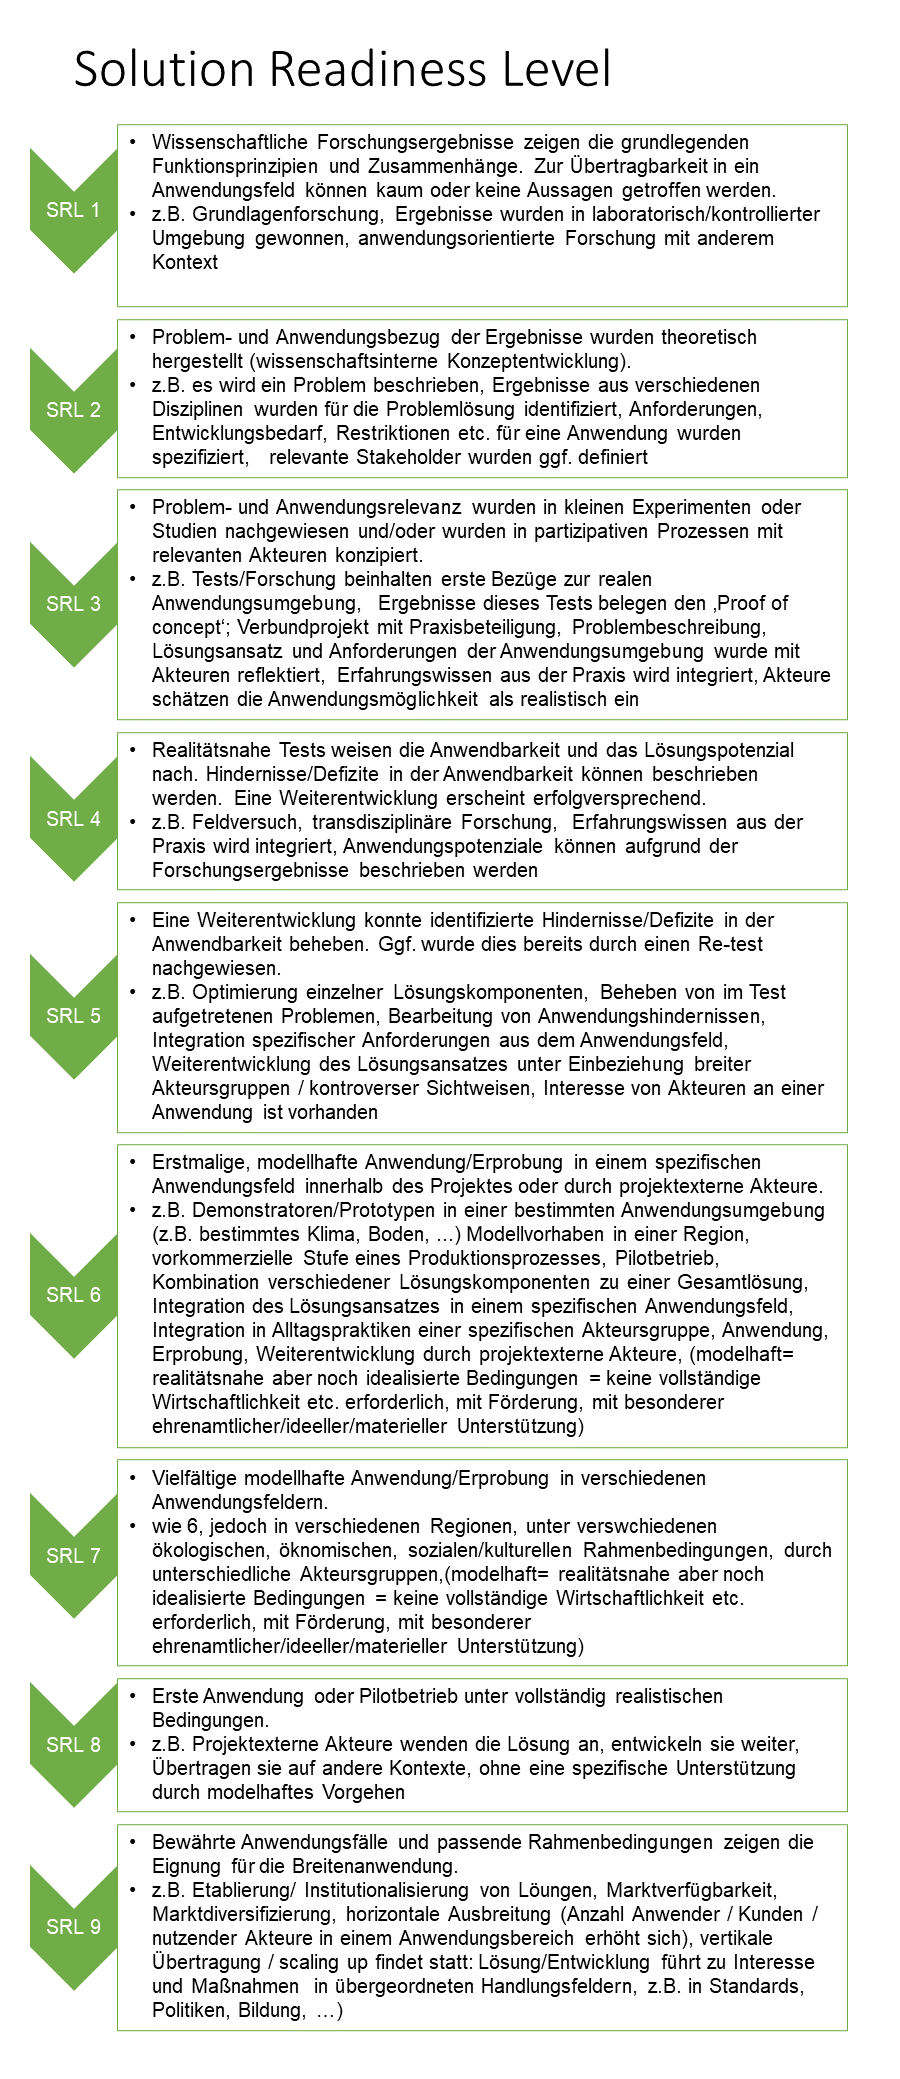 Solution Readiness Level
SRL 1
• Wissenschaftliche Forschungsergebnisse zeigen die grundlegenden
Funktionsprinzipien und Zusammenhänge. Zur Übertragbarkeit in ein
Anwendungsfeld können kaum oder keine Aussagen getroffen werden.
• z.B. Grundlagenforschung, Ergebnisse wurden in laboratorisch/kontrollierter
Umgebung gewonnen, anwendungsorientierte Forschung mit anderem
Kontext
SRL 2
• Problem- und Anwendungsbezug der Ergebnisse wurden theoretisch
hergestellt (wissenschaftsinterne Konzeptentwicklung).
• z.B. es wird ein Problem beschrieben, Ergebnisse aus verschiedenen
Disziplinen wurden für die Problemlösung identifiziert, Anforderungen,
Entwicklungsbedarf, Restriktionen etc. für eine Anwendung wurden
spezifiziert, relevante Stakeholder wurden ggf. definiert
SRL 3
• Problem- und Anwendungsrelevanz wurden in kleinen Experimenten oder
Studien nachgewiesen und/oder wurden in partizipativen Prozessen mit
relevanten Akteuren konzipiert.
• z.B. Tests/Forschung beinhalten erste Bezüge zur realen
Anwendungsumgebung, Ergebnisse dieses Tests belegen den ‚Proof of
concept‘; Verbundprojekt mit Praxisbeteiligung, Problembeschreibung,
Lösungsansatz und Anforderungen der Anwendungsumgebung wurde mit
Akteuren reflektiert, Erfahrungswissen aus der Praxis wird integriert, Akteure
schätzen die Anwendungsmöglichkeit als realistisch ein
SRL 4
• Realitätsnahe Tests weisen die Anwendbarkeit und das Lösungspotenzial
nach. Hindernisse/Defizite in der Anwendbarkeit können beschrieben
werden. Eine Weiterentwicklung erscheint erfolgversprechend.
• z.B. Feldversuch, transdisziplinäre Forschung, Erfahrungswissen aus der
Praxis wird integriert, Anwendungspotenziale können aufgrund der
Forschungsergebnisse beschrieben werden
SRL 5
• Eine Weiterentwicklung konnte identifizierte Hindernisse/Defizite in der
Anwendbarkeit beheben. Ggf. wurde dies bereits durch einen Re-test
nachgewiesen.
• z.B. Optimierung einzelner Lösungskomponenten, Beheben von im Test
aufgetretenen Problemen, Bearbeitung von Anwendungshindernissen,
Integration spezifischer Anforderungen aus dem Anwendungsfeld,
Weiterentwicklung des Lösungsansatzes unter Einbeziehung breiter
Akteursgruppen / kontroverser Sichtweisen, Interesse von Akteuren an einer
Anwendung ist vorhanden
SRL 6
• Erstmalige, modellhafte Anwendung/Erprobung in einem spezifischen
Anwendungsfeld innerhalb des Projektes oder durch projektexterne Akteure.
• z.B. Demonstratoren/Prototypen in einer bestimmten Anwendungsumgebung
(z.B. bestimmtes Klima, Boden, ...) Modellvorhaben in einer Region,
vorkommerzielle Stufe eines Produktionsprozesses, Pilotbetrieb,
Kombination verschiedener Lösungskomponenten zu einer Gesamtlösung,
Integration des Lösungsansatzes in einem spezifischen Anwendungsfeld,
Integration in Alltagspraktiken einer spezifischen Akteursgruppe, Anwendung,
Erprobung, Weiterentwicklung durch projektexterne Akteure, (modelhaft=
realitätsnahe aber noch idealisierte Bedingungen = keine vollständige
Wirtschaftlichkeit etc. erforderlich, mit Förderung, mit besonderer
ehrenamtlicher/ideeller/materieller Unterstützung)
SRL 7
• Vielfältige modellhafte Anwendung/Erprobung in verschiedenen
Anwendungsfeldern.
• wie 6, jedoch in verschiedenen Regionen, unter verswchiedenen
ökologischen, öknomischen, sozialen/kulturellen Rahmenbedingungen, durch
unterschiedliche Akteursgruppen,(modelhaft= realitätsnahe aber noch
idealisierte Bedingungen = keine vollständige Wirtschaftlichkeit etc.
erforderlich, mit Förderung, mit besonderer
ehrenamtlicher/ideeller/materieller Unterstützung)
SRL 8
• Erste Anwendung oder Pilotbetrieb unter vollständig realistischen
Bedingungen.
• z.B. Projektexterne Akteure wenden die Lösung an, entwickeln sie weiter,
Übertragen sie auf andere Kontexte, ohne eine spezifische Unterstützung
durch modelhaftes Vorgehen
SRL 9
• Bewährte Anwendungsfälle und passende Rahmenbedingungen zeigen die
Eignung für die Breitenanwendung.
• z.B. Etablierung/ Institutionalisierung von Löungen, Marktverfügbarkeit,
Marktdiversifizierung, horizontale Ausbreitung (Anzahl Anwender / Kunden /
nutzender Akteure in einem Anwendungsbereich erhöht sich), vertikale
Übertragung / scaling up findet statt: Lösung/Entwicklung führt zu Interesse
und Maßnahmen in übergeordneten Handlungsfeldern, z.B. in Standards,
Politiken, Bildung, …)